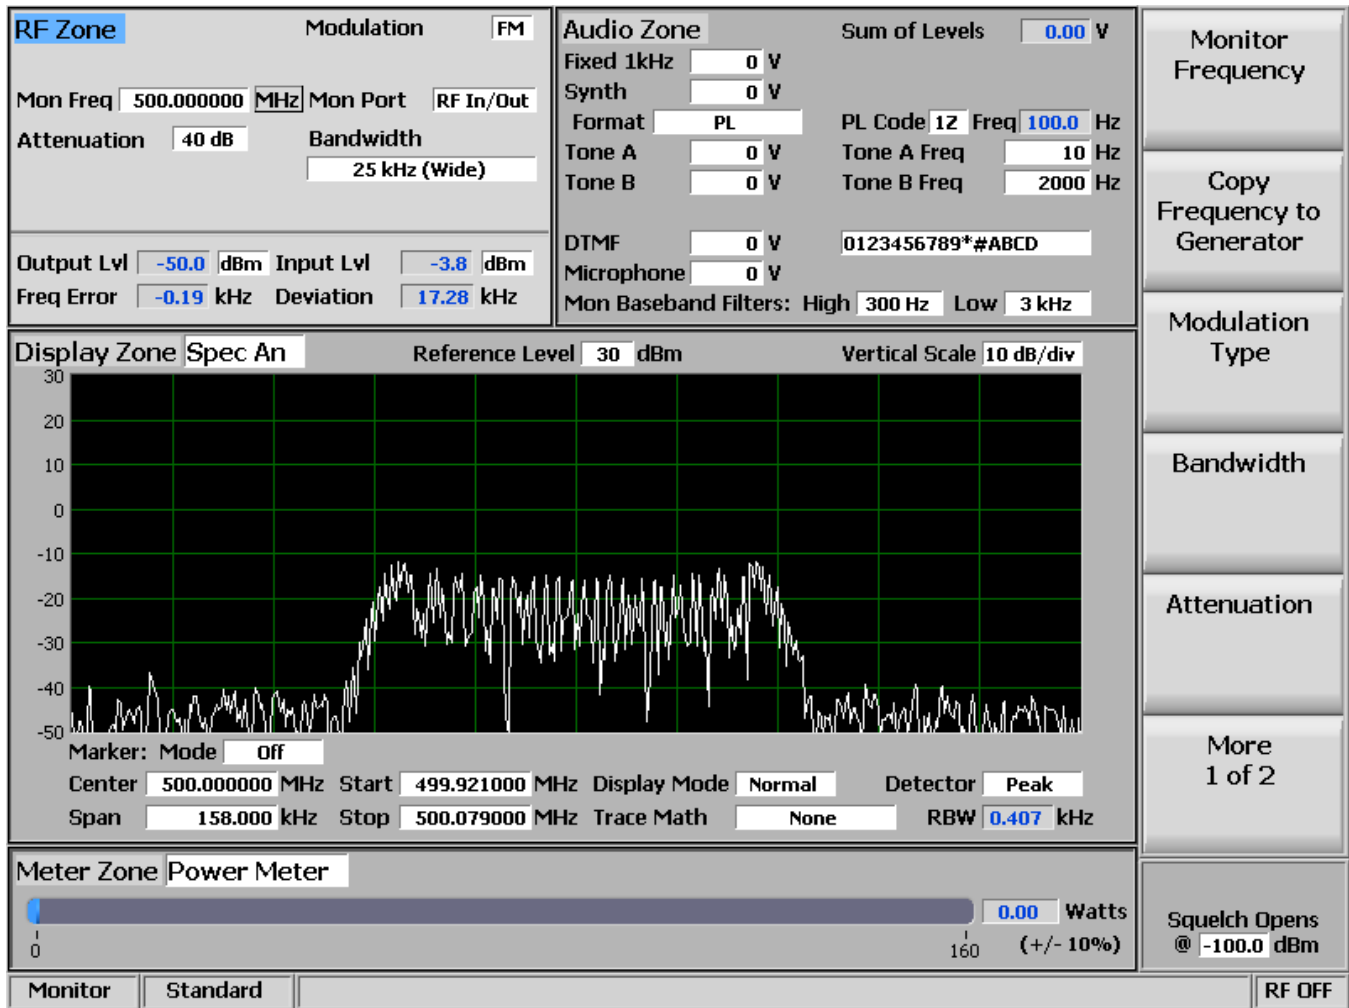 RF Zone Modulation FM
Mon Freq 500.000000 MHz Mon Port RF In/Out
Attenuation 40 dB Bandwidth
25 kHz (Wide)
Output Lvl -50.0 dBm Input Lvl -3.8 dBm
Freq Error -0.19 kHz Deviation 17.28 kHz
Audio Zone Sum of Levels 0.00 V
Fixed 1kHz 0 V
Synth 0 V
Format PL PL Code 1Z Freq 100.0 Hz
Tone A 0 V Tone A Freq 10 Hz
Tone B 0 V Tone B Freq 2000 Hz
DTMF 0 V 0123456789*#ABCD
Microphone 0 V
Mon Baseband Filters: High 300 Hz Low 3 kHz
Display Zone Spec An Reference Level 30 dBm Vertical Scale 10 dB/div
30
20
10
0
-10
-20
-30
-40
-50
Marker: Mode Off
Center 500.000000 MHz Start 499.921000 MHz Display Mode Normal Detector Peak
Span 158.000 kHz Stop 500.079000 MHz Trace Math None RBW 0.407 kHz
Meter Zone Power Meter
0.00 Watts
0 160 (+/- 10%)
Monitor
Frequency
Copy
Frequency to
Generator
Modulation
Type
Bandwidth
Attenuation
More
1 of 2
Squelch Opens
@ -100.0 dBm
Monitor Standard RF OFF